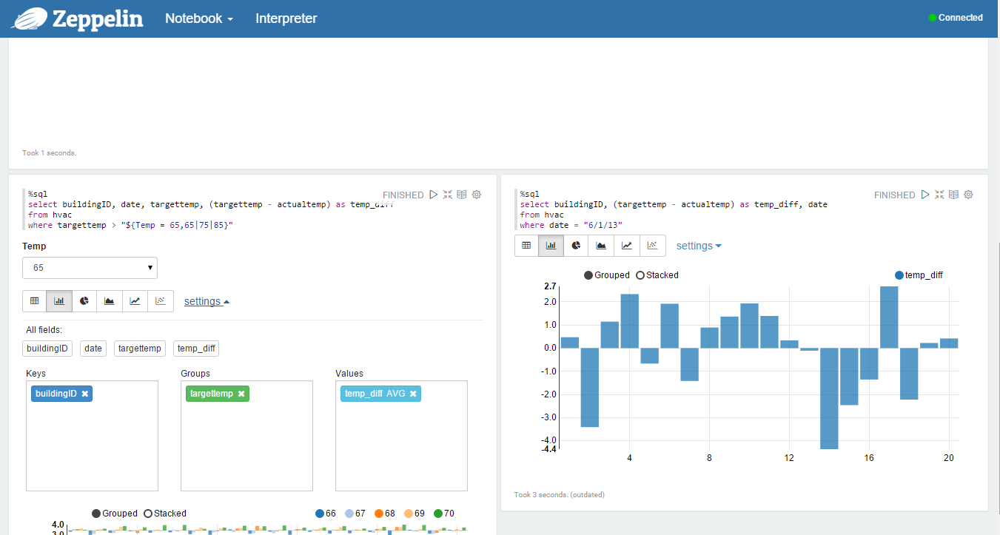 Zeppelin Notebook Interpreter Connected
Took 1 seconds.
%sql
select buildingID, date, targettemp, (targettemp - actualtemp) as temp_diff
from hvac
where targettemp > "${Temp = 65,65|75|85}"
FINISHED
Temp
65
settings
All fields:
buildingID date targettemp temp_diff
Keys Groups Values
buildingID targettemp temp_diff AVG
Grouped Stacked 66 67 68 69 70
4.0
3.0
%sql
select buildingID, (targettemp - actualtemp) as temp_diff, date
from hvac
where date = "6/1/13"
FINISHED
settings
Grouped Stacked temp_diff
2.7
2.0
1.0
0.0
-1.0
-2.0
-3.0
-4.0
-4.4
4 8 12 16 20
Took 3 seconds. (outdated)